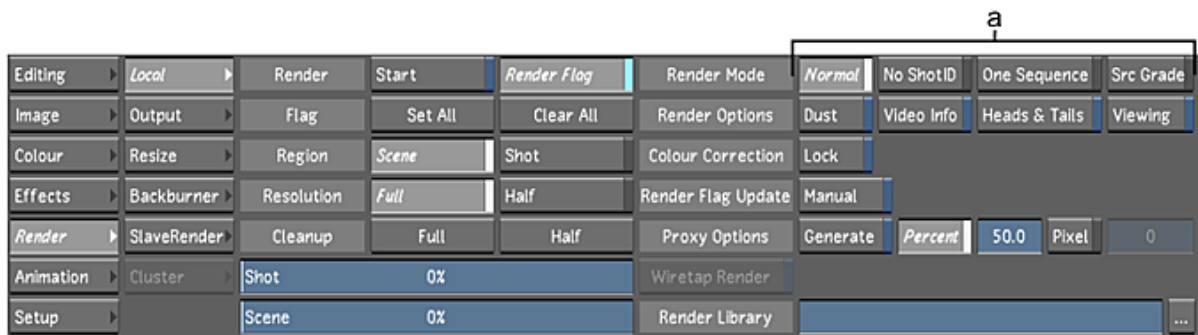 a
Editing Local Render Start Render Flag Render Mode Normal No ShotID One Sequence Src Grade
Image Output Flag Set All Clear All Render Options Dust Video Info Heads & Tails Viewing
Colour Resize Region Scene Shot Colour Correction Lock
Effects Backburner Resolution Full Half Render Flag Update Manual
Render SlaveRender Cleanup Full Half Proxy Options Generate Percent 50.0 Pixel 0
Animation Cluster Shot 0% Wiretap Render
Setup Scene 0% Render Library ...